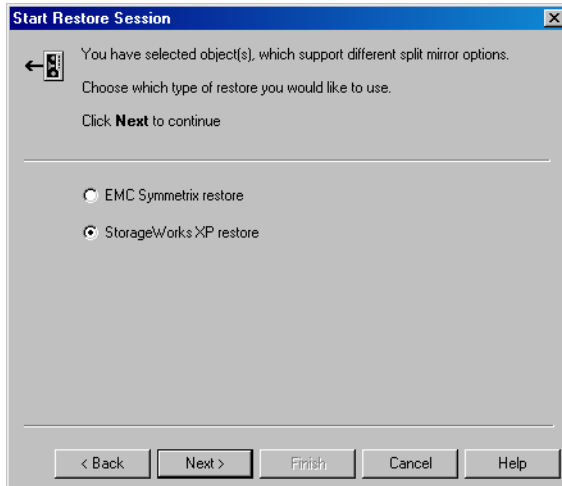 Start Restore Session
You have selected object(s), which support different split mirror options.
Choose which type of restore you would like to use.
Click Next to continue
EMC Symmetrix restore
StorageWorks XP restore
< Back
Next >
Finish
Cancel
Help